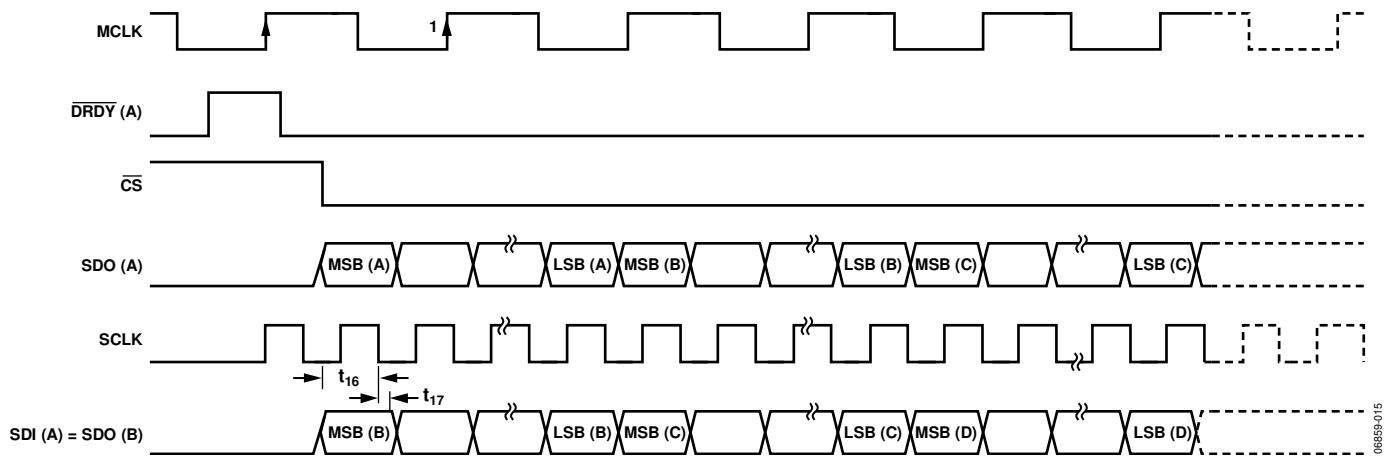 MCLK
1
DRDY (A)
CS
SDO (A)
MSB (A)
LSB (A)
MSB (B)
LSB (B)
MSB (C)
LSB (C)
SCLK
t16
t17
SDI (A) = SDO (B)
MSB (B)
LSB (B)
MSB (C)
LSB (C)
MSB (D)
LSB (D)
06859-015